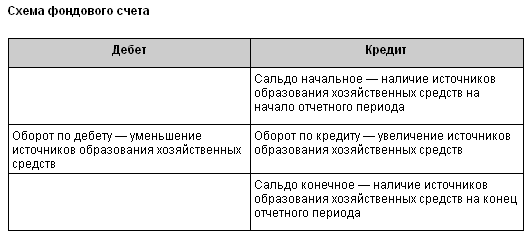 Схема фондового счета
Дебет
Кредит
Сальдо начальное — наличие источников
образования хозяйственных средств на
начало отчетного периода
Оборот по дебету — уменьшение
источников образования хозяйственных
средств
Оборот по кредиту — увеличение источников
образования хозяйственных средств
Сальдо конечное — наличие источников
образования хозяйственных средств на конец
отчетного периода